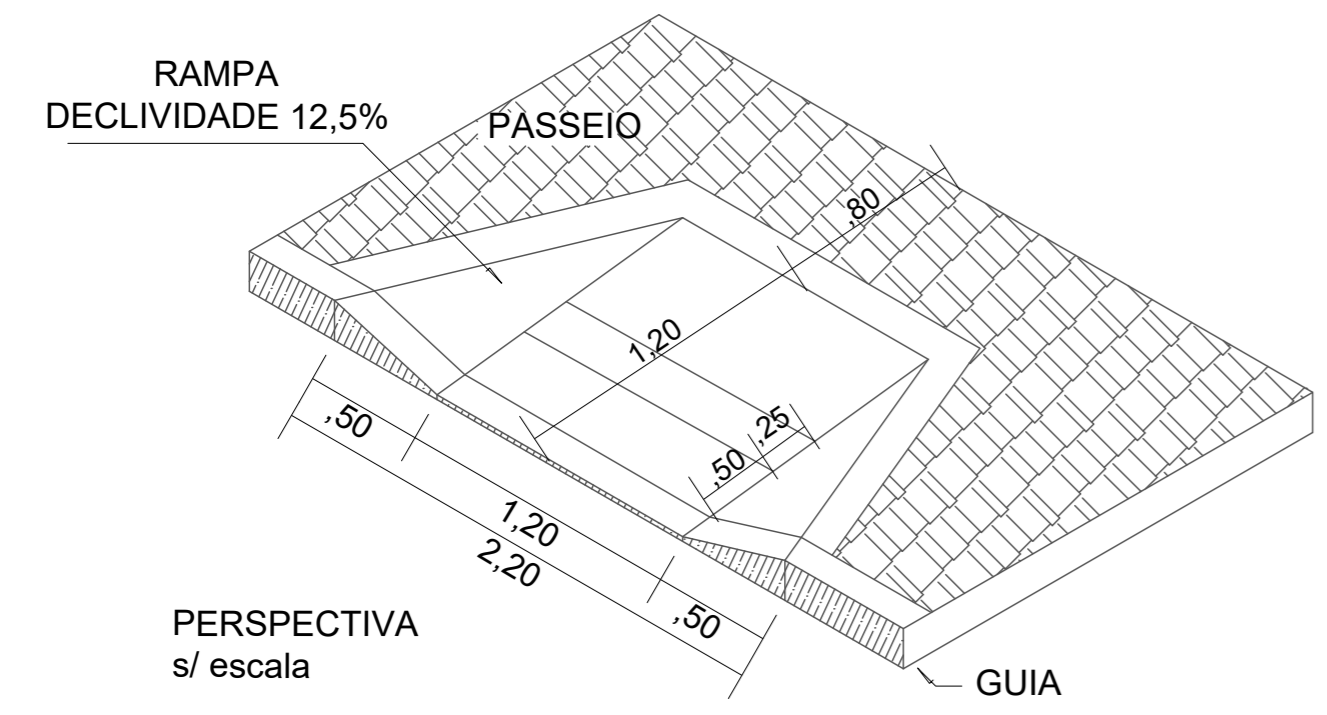 RAMPA
DECLIVIDADE 12,5%
PASSEIO
,80
1,20
,25
,50
,50
1,20
2,20
,50
PERSPECTIVA
s/ escala
GUIA